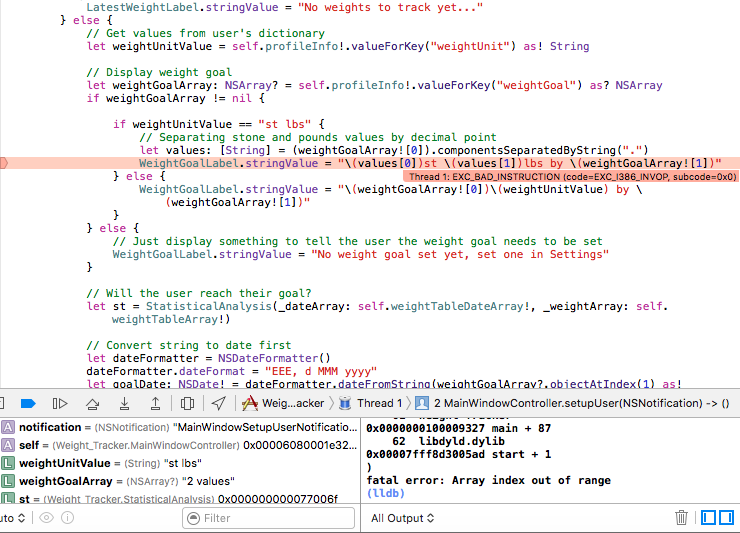 LatestWeightLabel.stringValue = "No weights to track yet..."
} else {
// Get values from user's dictionary
let weightUnitValue = self.profileInfo!.valueForKey("weightUnit") as! String
// Display weight goal
let weightGoalArray: NSArray? = self.profileInfo!.valueForKey("weightGoal") as? NSArray
if weightGoalArray != nil {
if weightUnitValue == "st lbs" {
// Separating stone and pounds values by decimal point
let values: [String] = (weightGoalArray![0]).componentsSeparatedByString(".")
WeightGoalLabel.stringValue = "\(values[0])st \(values[1])lbs by \(weightGoalArray![1])"
} else {
Thread 1: EXC_BAD_INSTRUCTION (code=EXC_I386_INVOP, subcode=0x0)
WeightGoalLabel.stringValue = "\(weightGoalArray![0])\(weightUnitValue) by \
(weightGoalArray![1])"
}
} else {
// Just display something to tell the user the weight goal needs to be set
WeightGoalLabel.stringValue = "No weight goal set yet, set one in Settings"
}
// Will the user reach their goal?
let st = StatisticalAnalysis(_dateArray: self.weightTableDateArray!, _weightArray: self.
weightTableArray!)
// Convert string to date first
let dateFormatter = NSDateFormatter()
dateFormatter.dateFormat = "EEE, d MMM yyyy"
let goalDate: NSDate! = dateFormatter.dateFromString(weightGoalArray?.objectAtIndex(1) as!
Weig...acker
Thread 1
2 MainWindowController.setupUser(NSNotification) -> ()
A notification = (NSNotification) "MainWindowSetupUserNotificatio...
A self = (Weight_Tracker.MainWindowController) 0x00006080001e32...
L weightUnitValue = (String) "st lbs"
L weightGoalArray = (NSArray?) "2 values"
L st = (Weight_Tracker.StatisticalAnalysis) 0x000000000077006f
0x0000000100009327 main + 87
62 libdyld.dylib
0x00007fff8d3005ad start + 1
)
fatal error: Array index out of range
(lldb)
uto
Filter
All Output